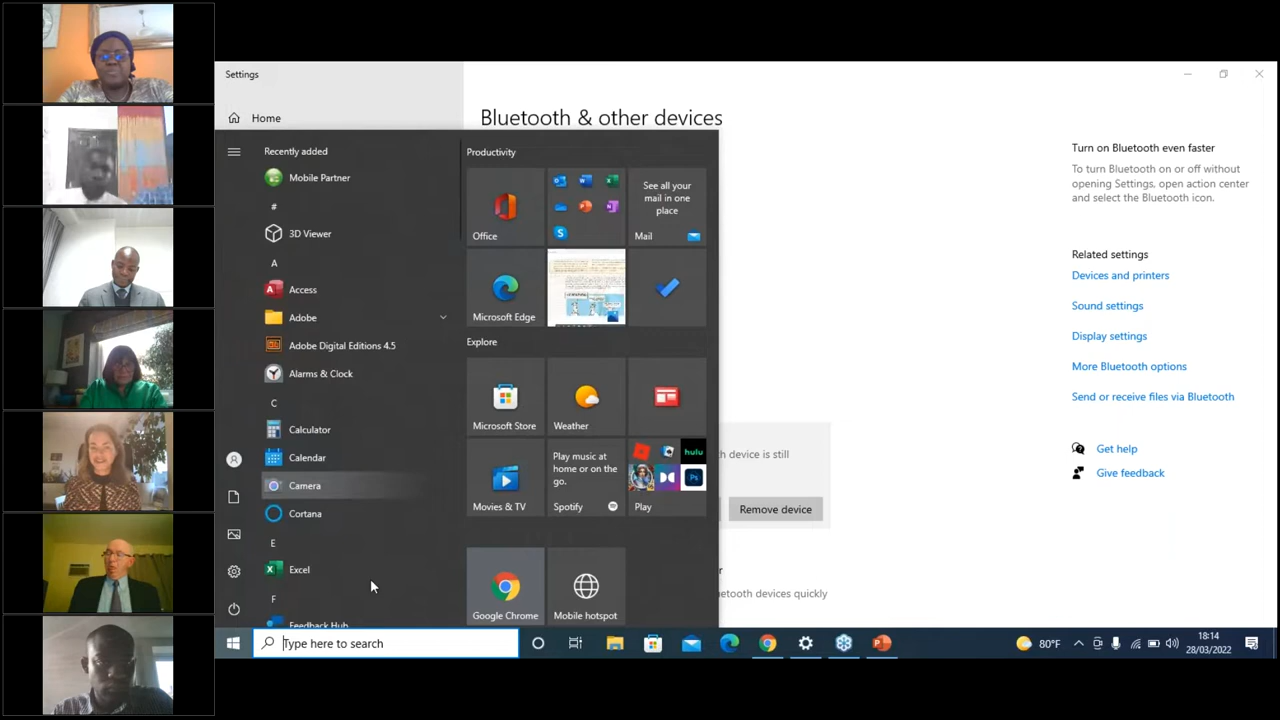 Settings
Home
Bluetooth & other devices
Turn on Bluetooth even faster
To turn Bluetooth on or off without
opening Settings, open action center
and select the Bluetooth icon.
Related settings
Devices and printers
Sound settings
Display settings
More Bluetooth options
Send or receive files via Bluetooth
Get help
Give feedback
h device is still
Remove device
uetooth devices quickly
Recently added
Mobile Partner
#
3D Viewer
A
Access
Adobe
Adobe Digital Editions 4.5
Alarms & Clock
C
Calculator
Calendar
Camera
Cortana
E
Excel
F
Feedback Hub
Productivity
Office
See all
your mail in one
place
Mail
Microsoft Edge
Explore
Microsoft Store
Weather
Movies & TV
Play music at
home or on the
go.
Spotify
hulu
Play
Google Chrome
Mobile hotspot
Type here to search
80°F
18:14
28/03/2022